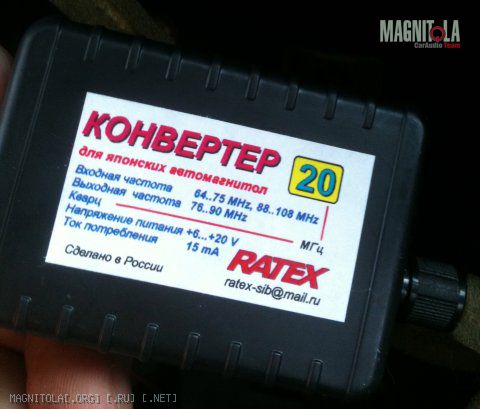 MAGNITOLA
CarAudio Team
КОНВЕРТЕР
для японских автомагнитол
20
Входная частота 64..75 MHz, 88..108 MHz
Выходная частота 76..90 MHz
Кварц МГц
Напряжение питания +6...+20 V
Ток потребления 15 mA
RATEX
Сделано в России
ratex-sib@mail.ru
MAGNITOLA[.ORG] [.RU] [.NET]